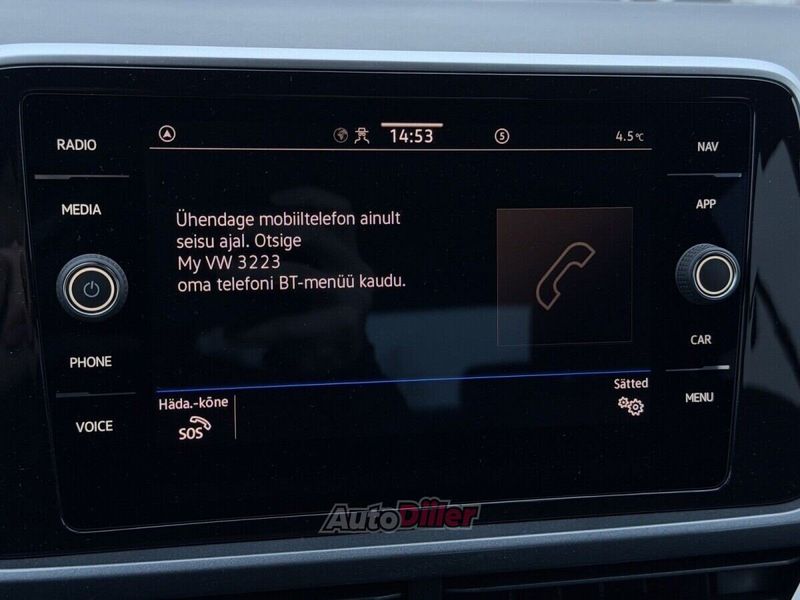 RADIO
MEDIA
PHONE
VOICE
14:53
5
4.5°C
Ühendage mobiiltelefon ainult
seisu ajal. Otsige
My VW 3223
oma telefoni BT-menüü kaudu.
Häda.-kõne
SOS
Sätted
NAV
APP
CAR
MENU
AutoDiiler